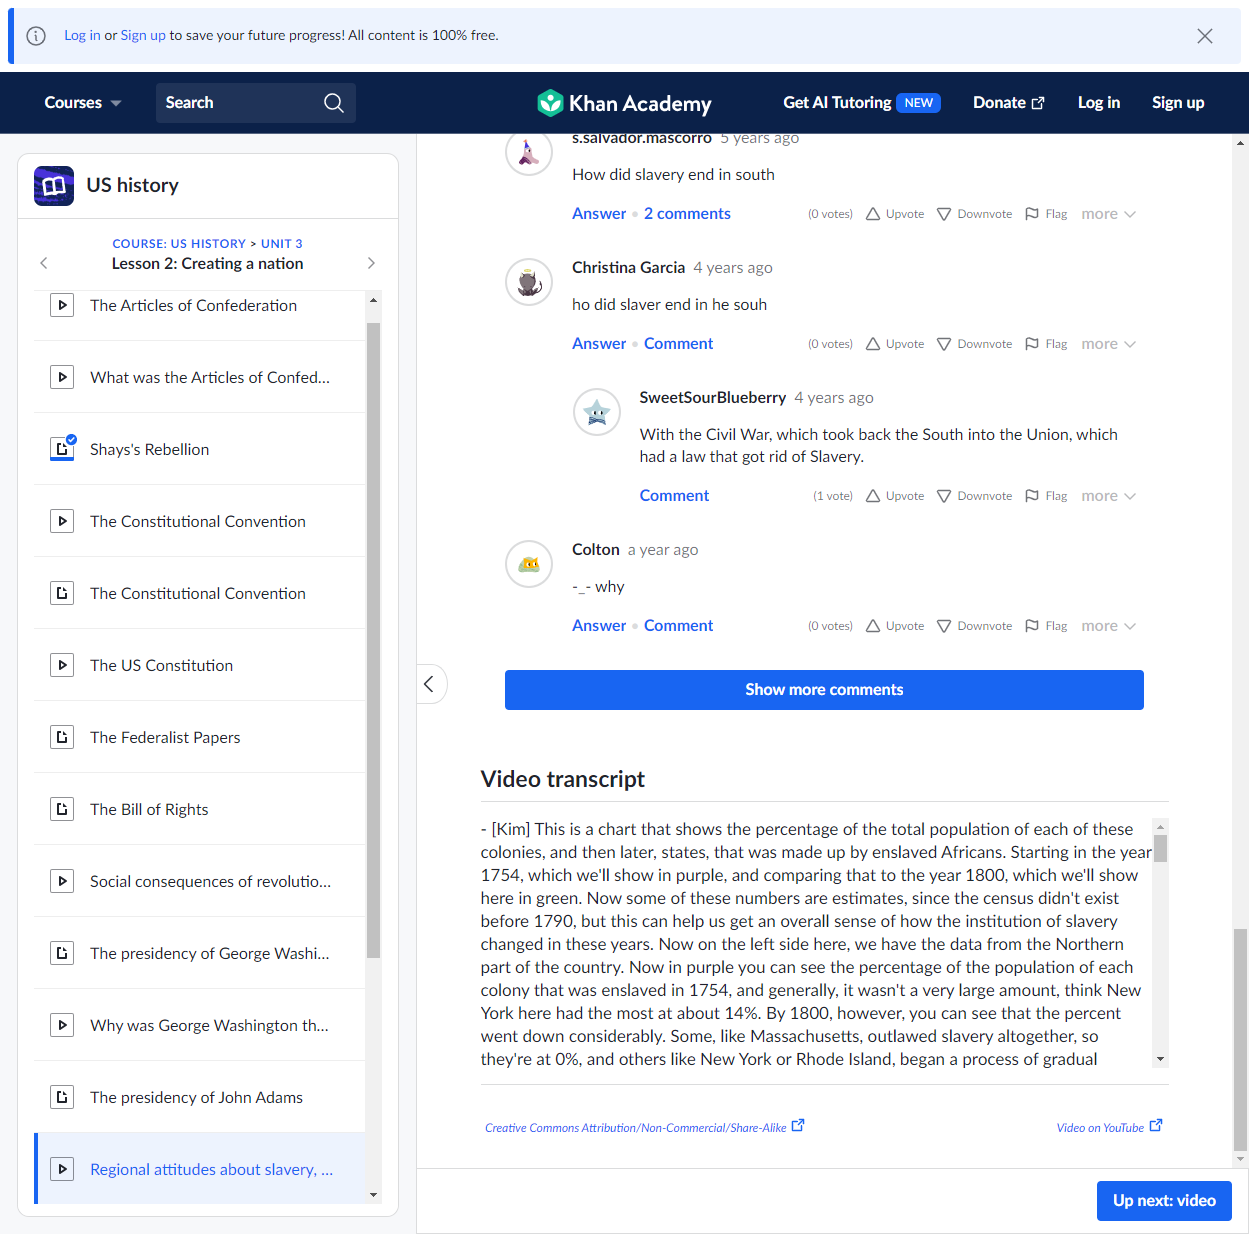 Log in or Sign up to save your future progress! All content is 100% free.
Courses
Search
Khan Academy
Get AI Tutoring NEW
Donate
Log in
Sign up
US history
COURSE: US HISTORY > UNIT 3
Lesson 2: Creating a nation
The Articles of Confederation
What was the Articles of Confed...
Shays's Rebellion
The Constitutional Convention
The Constitutional Convention
The US Constitution
The Federalist Papers
The Bill of Rights
Social consequences of revolutio...
The presidency of George Washi...
Why was George Washington th...
The presidency of John Adams
Regional attitudes about slavery, ...
s.salvador.mascorro 5 years ago
How did slavery end in south
Answer • 2 comments (0 votes) Upvote Downvote Flag more
Christina Garcia 4 years ago
ho did slaver end in he souh
Answer • Comment (0 votes) Upvote Downvote Flag more
SweetSourBlueberry 4 years ago
With the Civil War, which took back the South into the Union, which
had a law that got rid of Slavery.
Comment (1 vote) Upvote Downvote Flag more
Colton a year ago
-_- why
Answer • Comment (0 votes) Upvote Downvote Flag more
Show more comments
Video transcript
- [Kim] This is a chart that shows the percentage of the total population of each of these
colonies, and then later, states, that was made up by enslaved Africans. Starting in the year
1754, which we'll show in purple, and comparing that to the year 1800, which we'll show
here in green. Now some of these numbers are estimates, since the census didn't exist
before 1790, but this can help us get an overall sense of how the institution of slavery
changed in these years. Now on the left side here, we have the data from the Northern
part of the country. Now in purple you can see the percentage of the population of each
colony that was enslaved in 1754, and generally, it wasn't a very large amount, think New
York here had the most at about 14%. By 1800, however, you can see that the percent
went down considerably. Some, like Massachusetts, outlawed slavery altogether, so
they're at 0%, and others like New York or Rhode Island, began a process of gradual
Creative Commons Attribution/Non-Commercial/Share-Alike
Video on YouTube
Up next: video